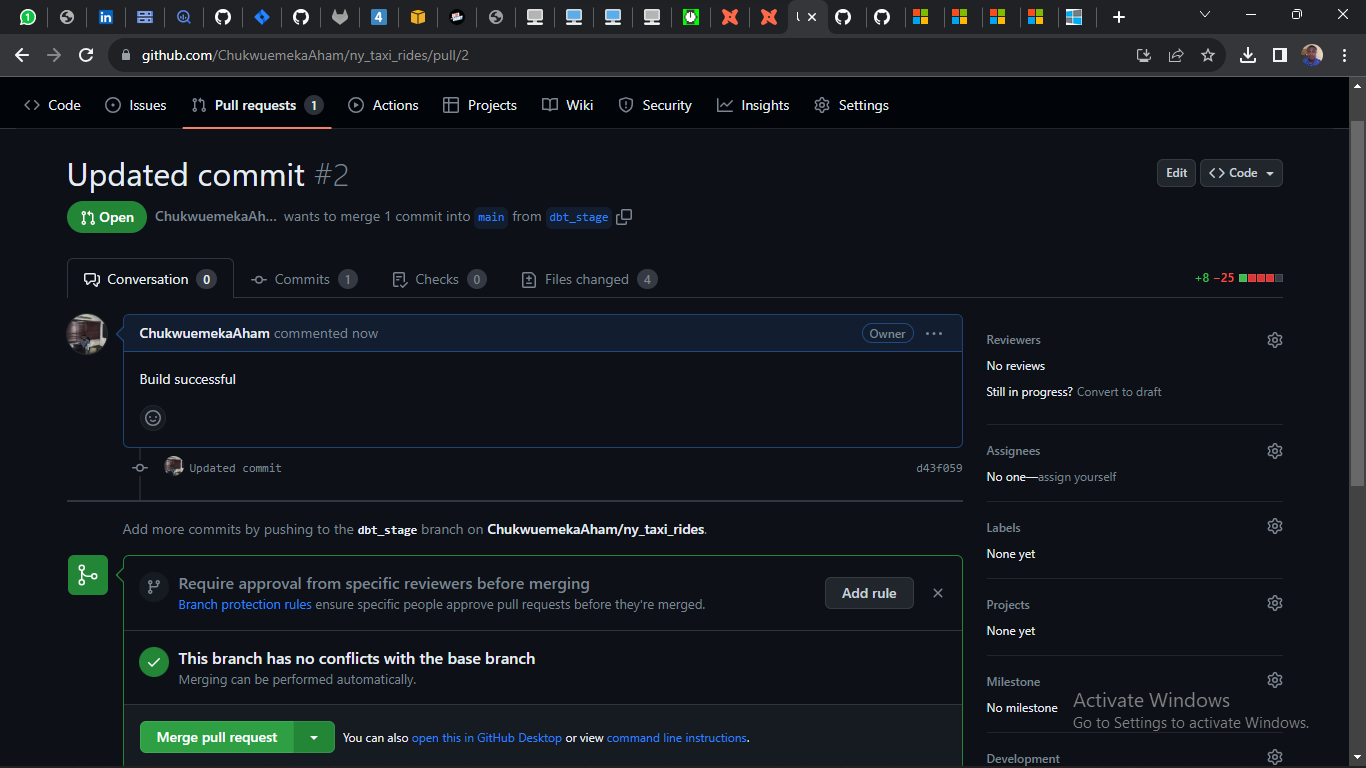 github.com/ChukwuemekaAham/ny_taxi_rides/pull/2
Code Issues Pull requests 1 Actions Projects Wiki Security Insights Settings
Updated commit #2
Edit
Code
Open
ChukwuemekaAh... wants to merge 1 commit into main from dbt_stage
Conversation 0
Commits 1
Checks 0
Files changed 4
+8 −25
ChukwuemekaAham commented now
Owner
Build successful
Updated commit
d43f059
Add more commits by pushing to the dbt_stage branch on ChukwuemekaAham/ny_taxi_rides.
Require approval from specific reviewers before merging
Branch protection rules ensure specific people approve pull requests before they're merged.
Add rule
This branch has no conflicts with the base branch
Merging can be performed automatically.
Merge pull request
You can also open this in GitHub Desktop or view command line instructions.
Reviewers
No reviews
Still in progress? Convert to draft
Assignees
No one—assign yourself
Labels
None yet
Projects
None yet
Milestone
No milestone
Development
Activate Windows
Go to Settings to activate Windows.